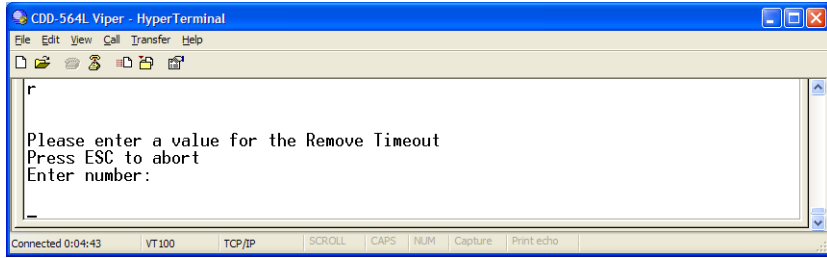 CDD-564L Viper - HyperTerminal
File Edit View Call Transfer Help
r
Please enter a value for the Remove Timeout
Press ESC to abort
Enter number:
_
Connected 0:04:43 VT100 TCP/IP SCROLL CAPS NUM Capture Print echo